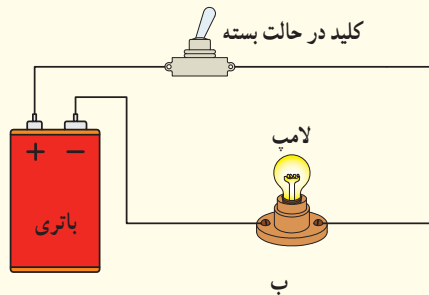 کلید در حالت بسته
لامپ
+ −
باتری
ب